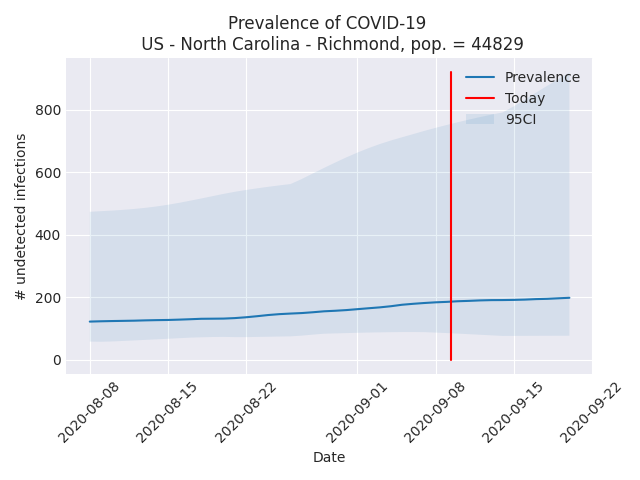 Prevalence of COVID-19
US - North Carolina - Richmond, pop. = 44829
Prevalence
Today
95CI
# undetected infections
800
600
400
200
0
2020-08-08
2020-08-15
2020-08-22
2020-09-01
2020-09-08
2020-09-15
2020-09-22
Date